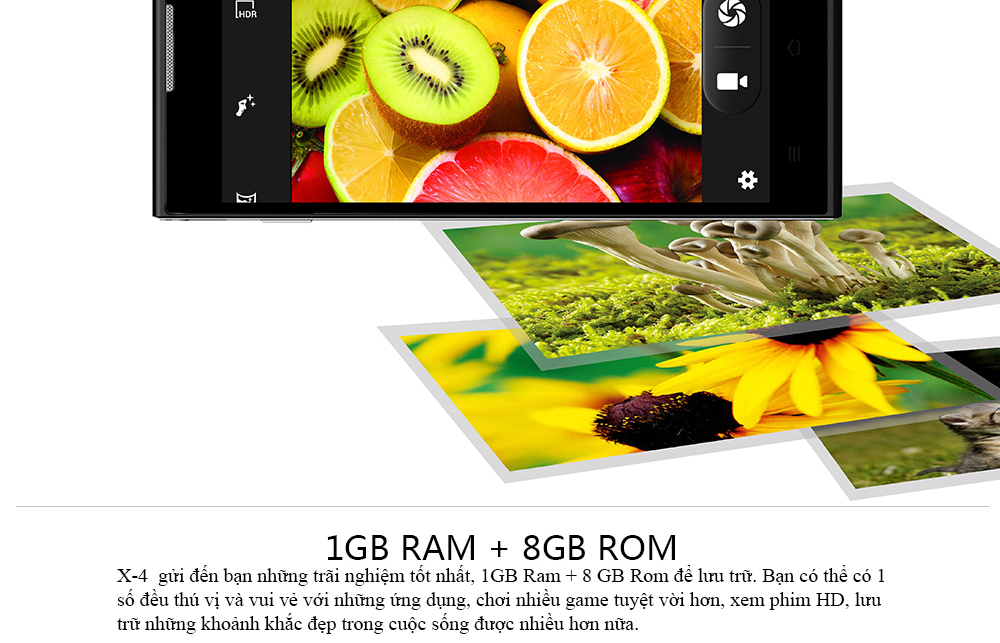 HDR
1GB RAM + 8GB ROM
X-4 gửi đến bạn những trãi nghiệm tốt nhất, 1GB Ram + 8 GB Rom để lưu trữ. Bạn có thể có 1
số đều thú vị và vui vẻ với những ứng dụng, chơi nhiều game tuyệt vời hơn, xem phim HD, lưu
trữ những khoảnh khắc đẹp trong cuộc sống được nhiều hơn nữa.